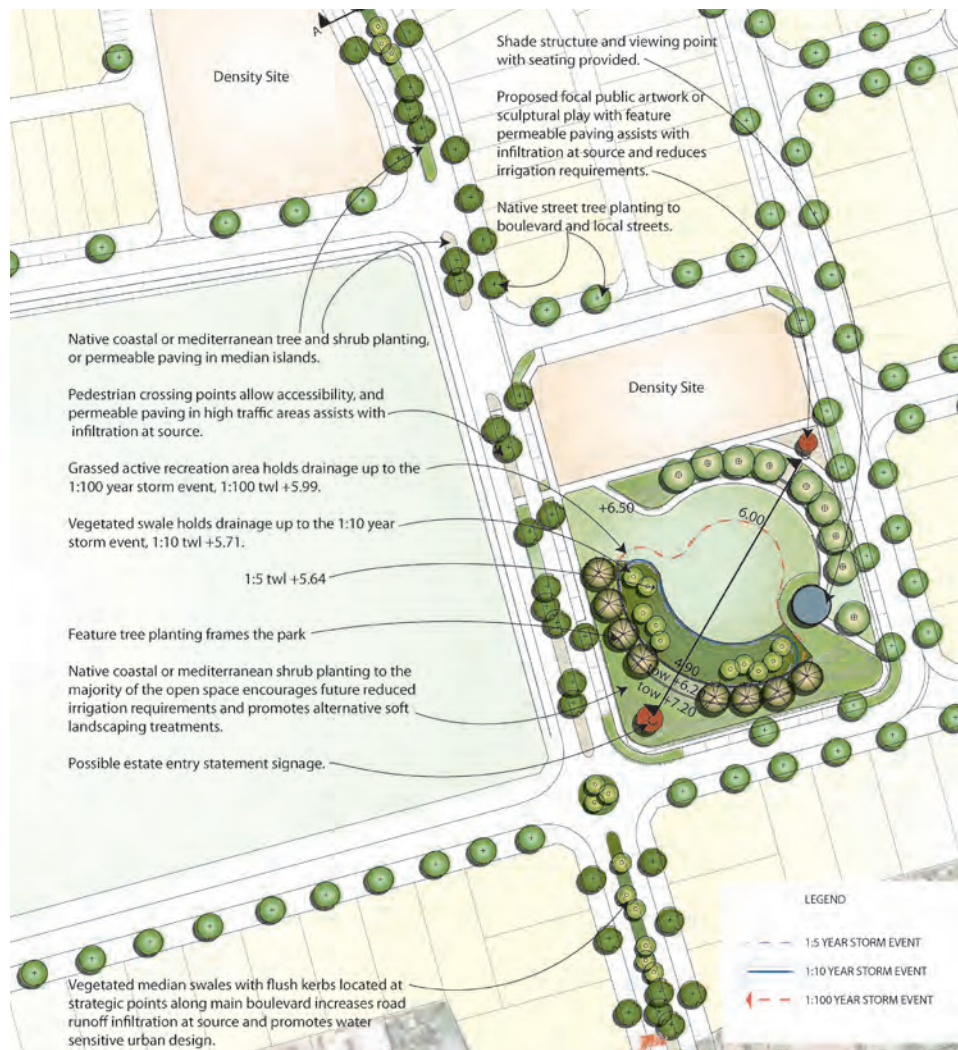 A
Density Site
Shade structure and viewing point
with seating provided.
Proposed focal public artwork or
sculptural play with feature
permeable paving assists with
infiltration at source and reduces
irrigation requirements.
Native street tree planting to
boulevard and local streets.
Native coastal or mediterranean tree and shrub planting,
or permeable paving in median islands.
Pedestrian crossing points allow accessibility, and
permeable paving in high traffic areas assists with
infiltration at source.
Density Site
Grassed active recreation area holds drainage up to the
1:100 year storm event, 1:100 twl +5.99.
Vegetated swale holds drainage up to the 1:10 year
storm event, 1:10 twl +5.71.
1:5 twl +5.64
+6.50
6.00
4.90
tow +6.20
tow +7.20
Feature tree planting frames the park
Native coastal or mediterranean shrub planting to the
majority of the open space encourages future reduced
irrigation requirements and promotes alternative soft
landscaping treatments.
Possible estate entry statement signage.
Vegetated median swales with flush kerbs located at
strategic points along main boulevard increases road
runoff infiltration at source and promotes water
sensitive urban design.
LEGEND
1:5 YEAR STORM EVENT
1:10 YEAR STORM EVENT
1:100 YEAR STORM EVENT